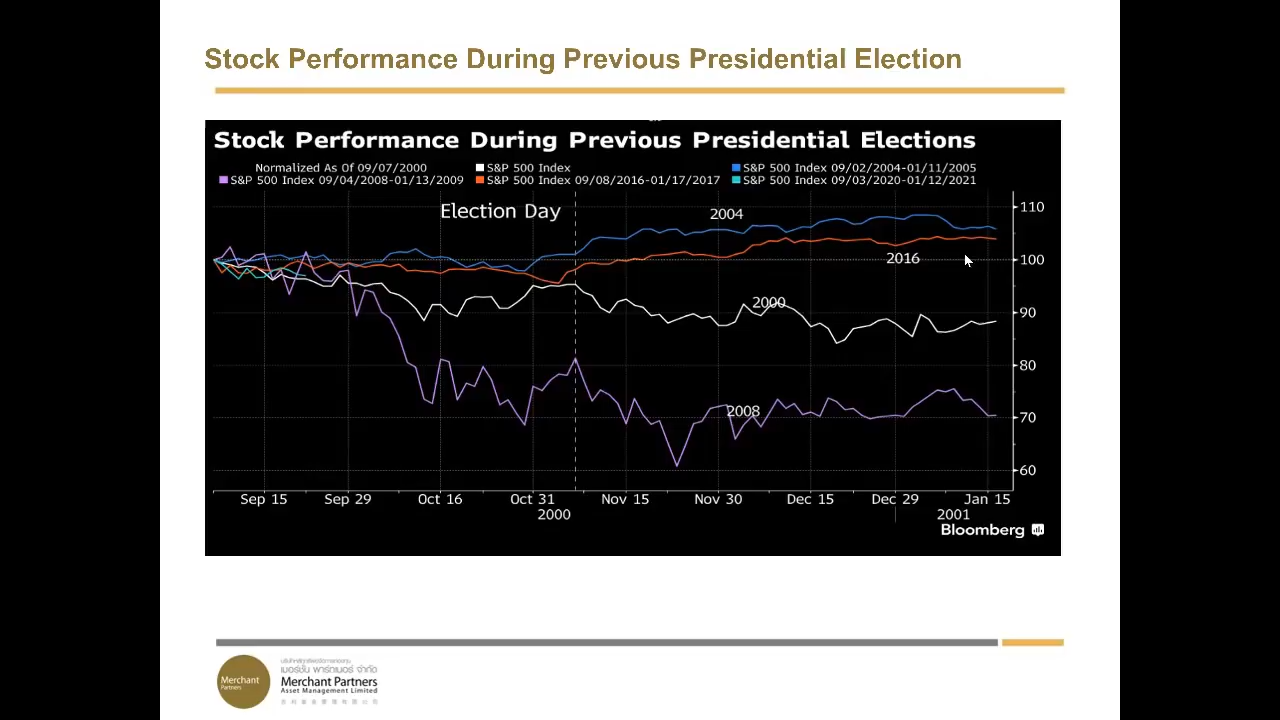 Stock Performance During Previous Presidential Election
Stock Performance During Previous Presidential Elections
Normalized As Of 09/07/2000 S&P 500 Index S&P 500 Index 09/02/2004-01/11/2005
S&P 500 Index 09/04/2008-01/13/2009 S&P 500 Index 09/08/2016-01/17/2017 S&P 500 Index 09/03/2020-01/12/2021
Election Day
2004
2016
2000
2008
110
100
90
80
70
60
Sep 15 Sep 29 Oct 16 Oct 31 Nov 15 Nov 30 Dec 15 Dec 29 Jan 15
2000 2001
Bloomberg
Merchant
Partners
เมอร์ชั่น พาร์ทเนอร์ จำกัด
Merchant Partners
Asset Management Limited